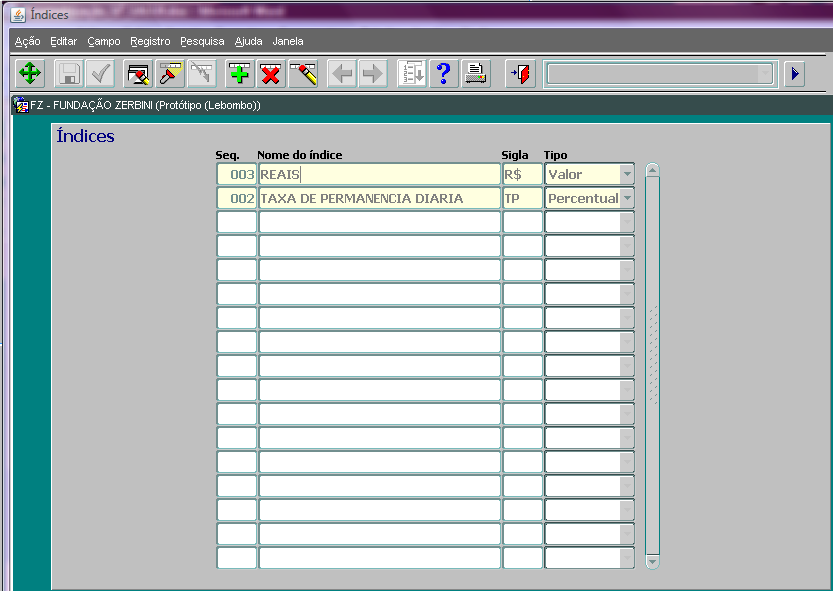 Índices
Ação Editar Campo Registro Pesquisa Ajuda Janela
FZ - FUNDAÇÃO ZERBINI (Protótipo (Lebombo))
Índices
Seq. Nome do índice Sigla Tipo
003 REAIS R$ Valor
002 TAXA DE PERMANENCIA DIARIA TP Percentual